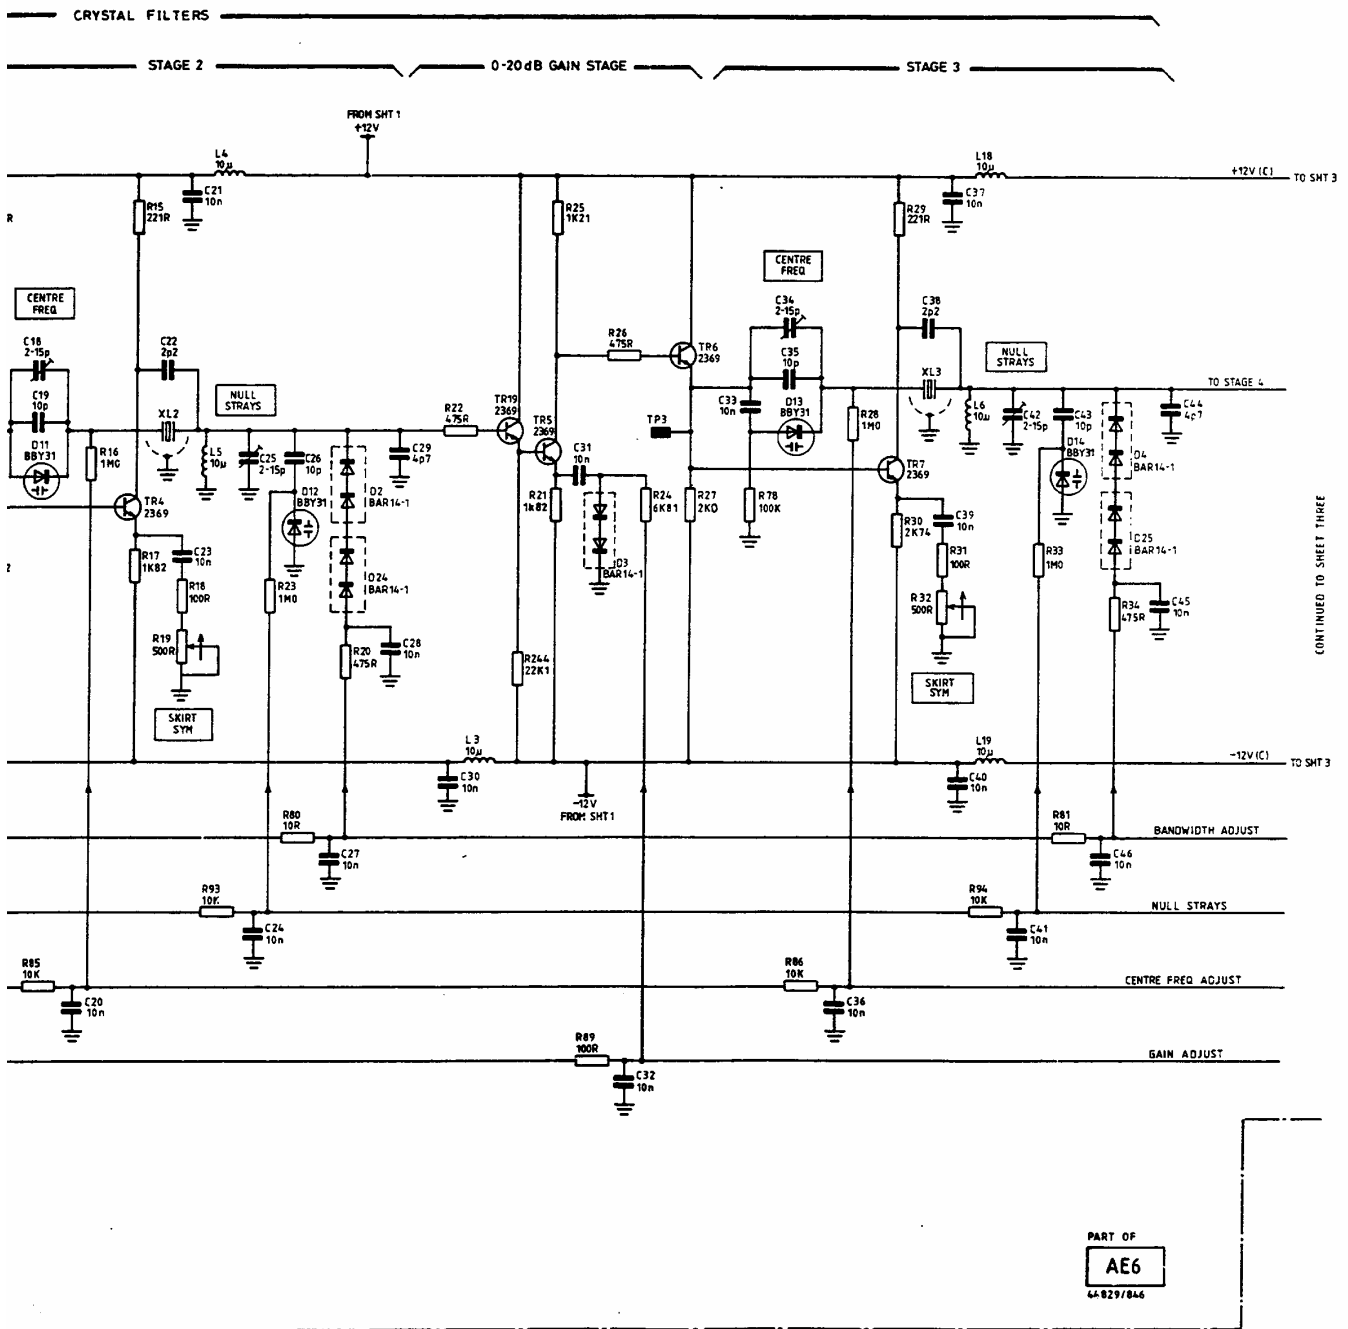 CRYSTAL FILTERS
STAGE 2
0-20dB GAIN STAGE
STAGE 3
FROM SHT 1
+12V
L4
10µ
L18
10µ
+12V (C)
TO SHT 3
C21
10n
C37
10n
R15
221R
R25
1K21
R29
221R
R
CENTRE
FREQ
CENTRE
FREQ
C18
2-15p
C22
2p2
C34
2-15p
C38
2p2
R26
475R
TR6
2369
NULL
STRAYS
C35
10p
XL3
TO STAGE 4
C19
10p
NULL
STRAYS
XL2
R22
475R
TR19
2369
TR5
2369
C33
10n
D13
BBY31
R28
1M0
L6
10µ
C42
2-15p
C43
10p
C44
4p7
TP3
D11
BBY31
R16
1M0
L5
10µ
C25
2-15p
C26
10p
C29
4p7
C31
10n
D14
BBY31
D4
BAR14-1
TR4
2369
D12
BBY31
D2
BAR14-1
R21
1k82
R24
6K81
R27
2K0
R78
100K
TR7
2369
R30
2K74
C39
10n
R17
1K82
C23
10n
D3
BAR14-1
R31
100R
R33
1M0
D25
BAR14-1
2
R18
100R
R23
1M0
D24
BAR14-1
R32
500R
R34
475R
C45
10n
R19
500R
R20
475R
C28
10n
R244
22K1
SKIRT
SYM
SKIRT
SYM
CONTINUED TO SHEET THREE
L3
10µ
L19
10µ
-12V (C)
TO SHT 3
C30
10n
-12V
FROM SHT 1
C40
10n
R80
10R
R81
10R
BANDWIDTH ADJUST
C27
10n
C46
10n
R93
10K
R94
10K
NULL STRAYS
C24
10n
C41
10n
R85
10K
R86
10K
CENTRE FREQ ADJUST
C20
10n
C36
10n
R89
100R
GAIN ADJUST
C32
10n
PART OF
AE6
44829/846